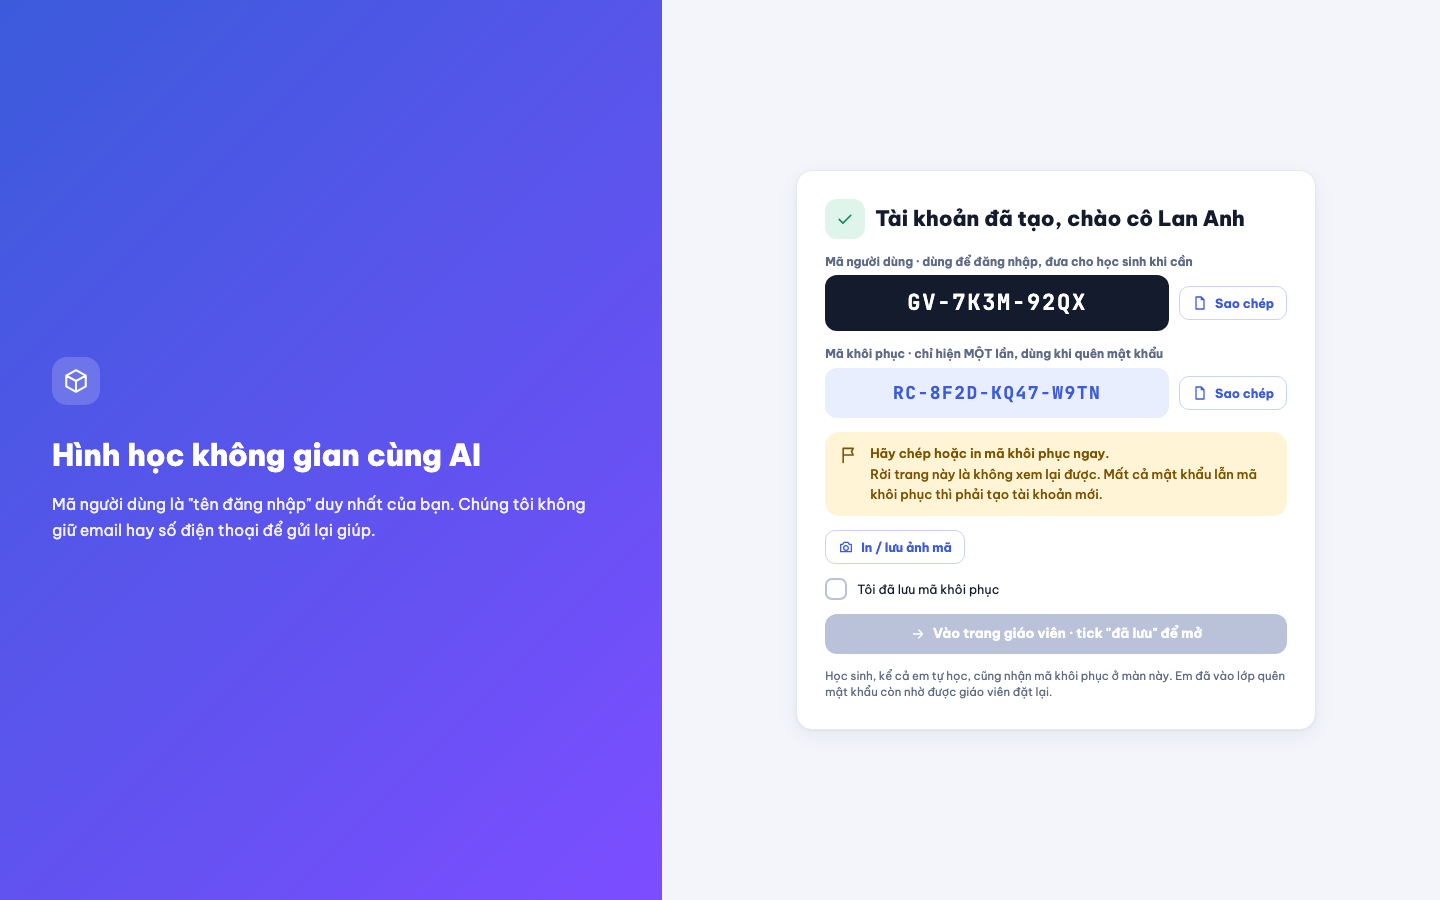 Hình học không gian cùng AI
Mã người dùng là "tên đăng nhập" duy nhất của bạn. Chúng tôi không
giữ email hay số điện thoại để gửi lại giúp.
Tài khoản đã tạo, chào cô Lan Anh
Mã người dùng · dùng để đăng nhập, đưa cho học sinh khi cần
GV-7K3M-92QX
Sao chép
Mã khôi phục · chỉ hiện MỘT lần, dùng khi quên mật khẩu
RC-8F2D-KQ47-W9TN
Sao chép
Hãy chép hoặc in mã khôi phục ngay.
Rời trang này là không xem lại được. Mất cả mật khẩu lẫn mã
khôi phục thì phải tạo tài khoản mới.
In / lưu ảnh mã
Tôi đã lưu mã khôi phục
Vào trang giáo viên · tick "đã lưu" để mở
Học sinh, kể cả em tự học, cũng nhận mã khôi phục ở màn này. Em đã vào lớp quên
mật khẩu còn nhờ được giáo viên đặt lại.